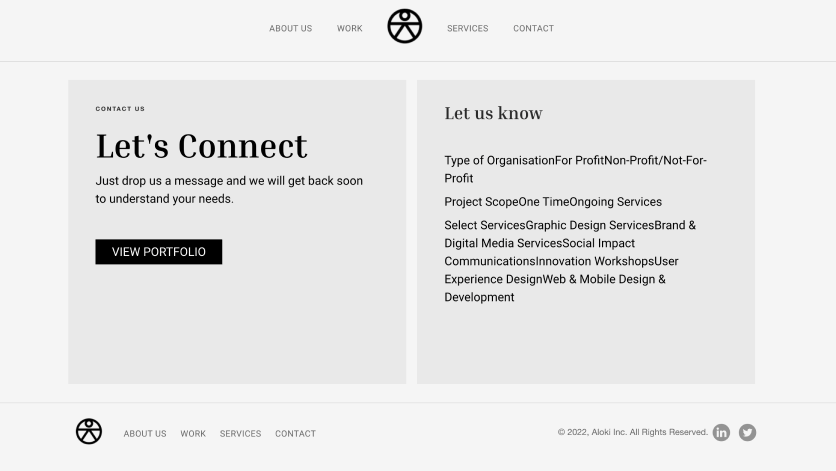 ABOUT US WORK SERVICES CONTACT
CONTACT US
Let's Connect
Just drop us a message and we will get back soon
to understand your needs.
VIEW PORTFOLIO
Let us know
Type of OrganisationFor ProfitNon-Profit/Not-For-
Profit
Project ScopeOne TimeOngoing Services
Select ServicesGraphic Design ServicesBrand &
Digital Media ServicesSocial Impact
CommunicationsInnovation WorkshopsUser
Experience DesignWeb & Mobile Design &
Development
ABOUT US WORK SERVICES CONTACT
© 2022, Aloki Inc. All Rights Reserved. in